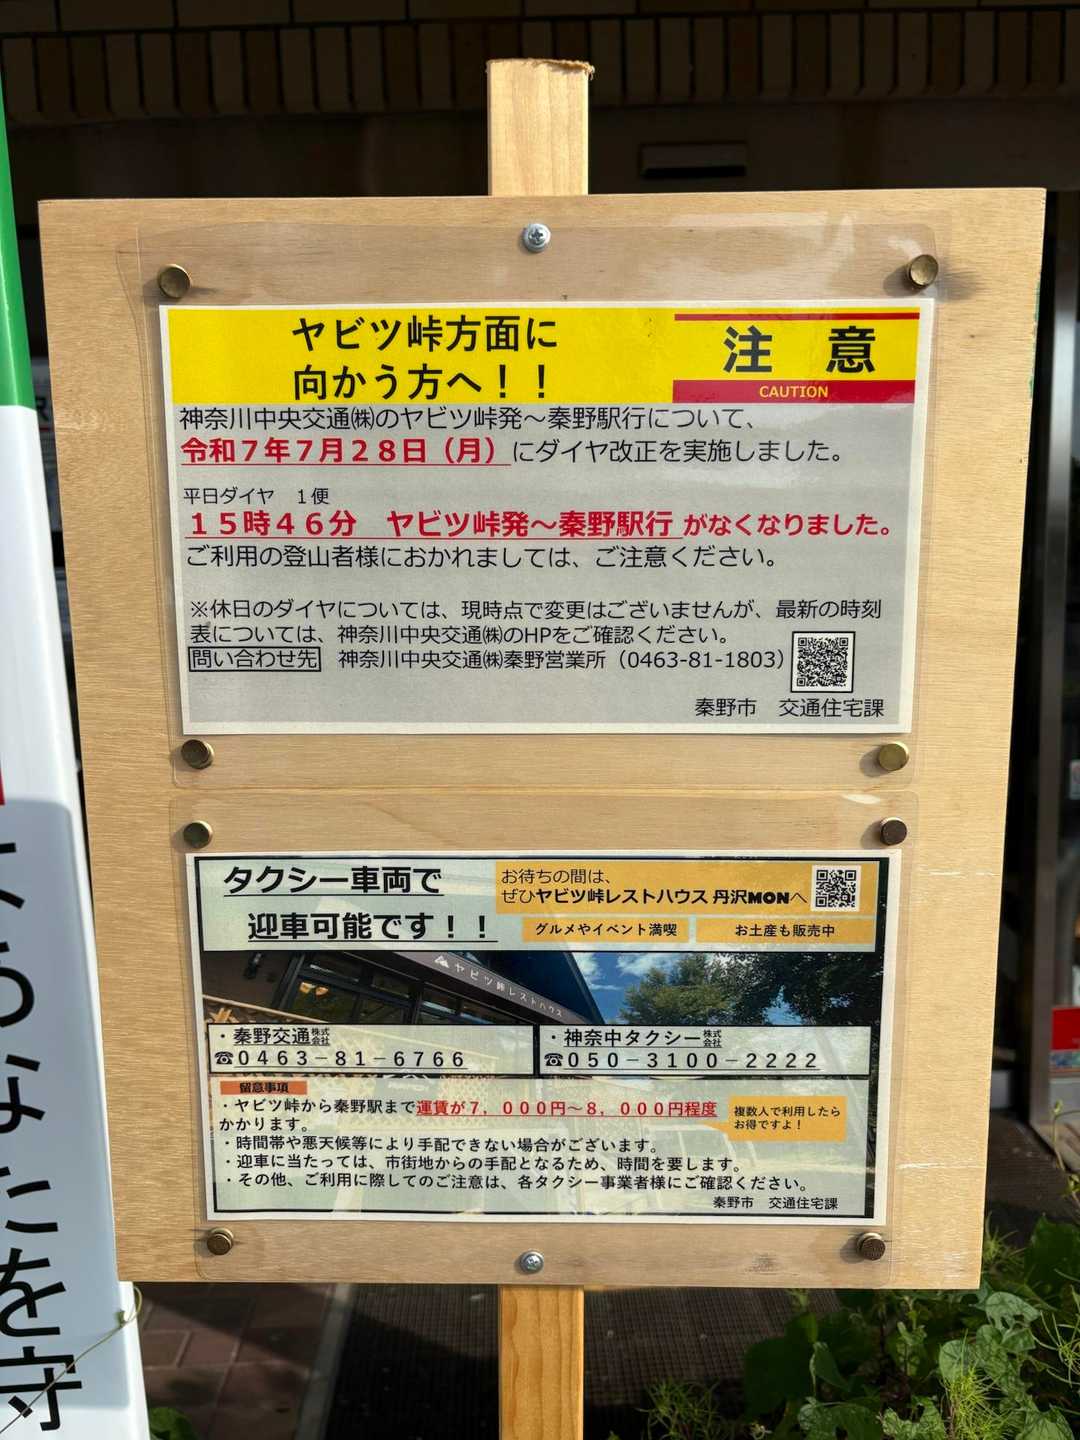 ヤビツ峠方面に
向かう方へ！！
注 意
CAUTION
神奈川中央交通㈱のヤビツ峠発～秦野駅行について、
令和７年７月２８日（月）にダイヤ改正を実施しました。
平日ダイヤ　１便
１５時４６分　ヤビツ峠発～秦野駅行 がなくなりました。
ご利用の登山者様におかれましては、ご注意ください。
※休日のダイヤについては、現時点で変更はございませんが、最新の時刻
表については、神奈川中央交通㈱のHPをご確認ください。
問い合わせ先　神奈川中央交通㈱秦野営業所（0463-81-1803）
秦野市　交通住宅課
タクシー車両で
迎車可能です！！
お待ちの間は、
ぜひヤビツ峠レストハウス 丹沢MONへ
グルメやイベント満喫
お土産も販売中
ヤビツ峠レストハウス
・秦野交通株式会社
☎０４６３－８１－６７６６
・神奈中タクシー株式会社
☎０５０－３１００－２２２２
留意事項
・ヤビツ峠から秦野駅まで運賃が７，０００円～８，０００円程度
かかります。
複数人で利用したら
お得ですよ！
・時間帯や悪天候等により手配できない場合がございます。
・迎車に当たっては、市街地からの手配となるため、時間を要します。
・その他、ご利用に際してのご注意は、各タクシー事業者様にご確認ください。
秦野市　交通住宅課
あなたを守